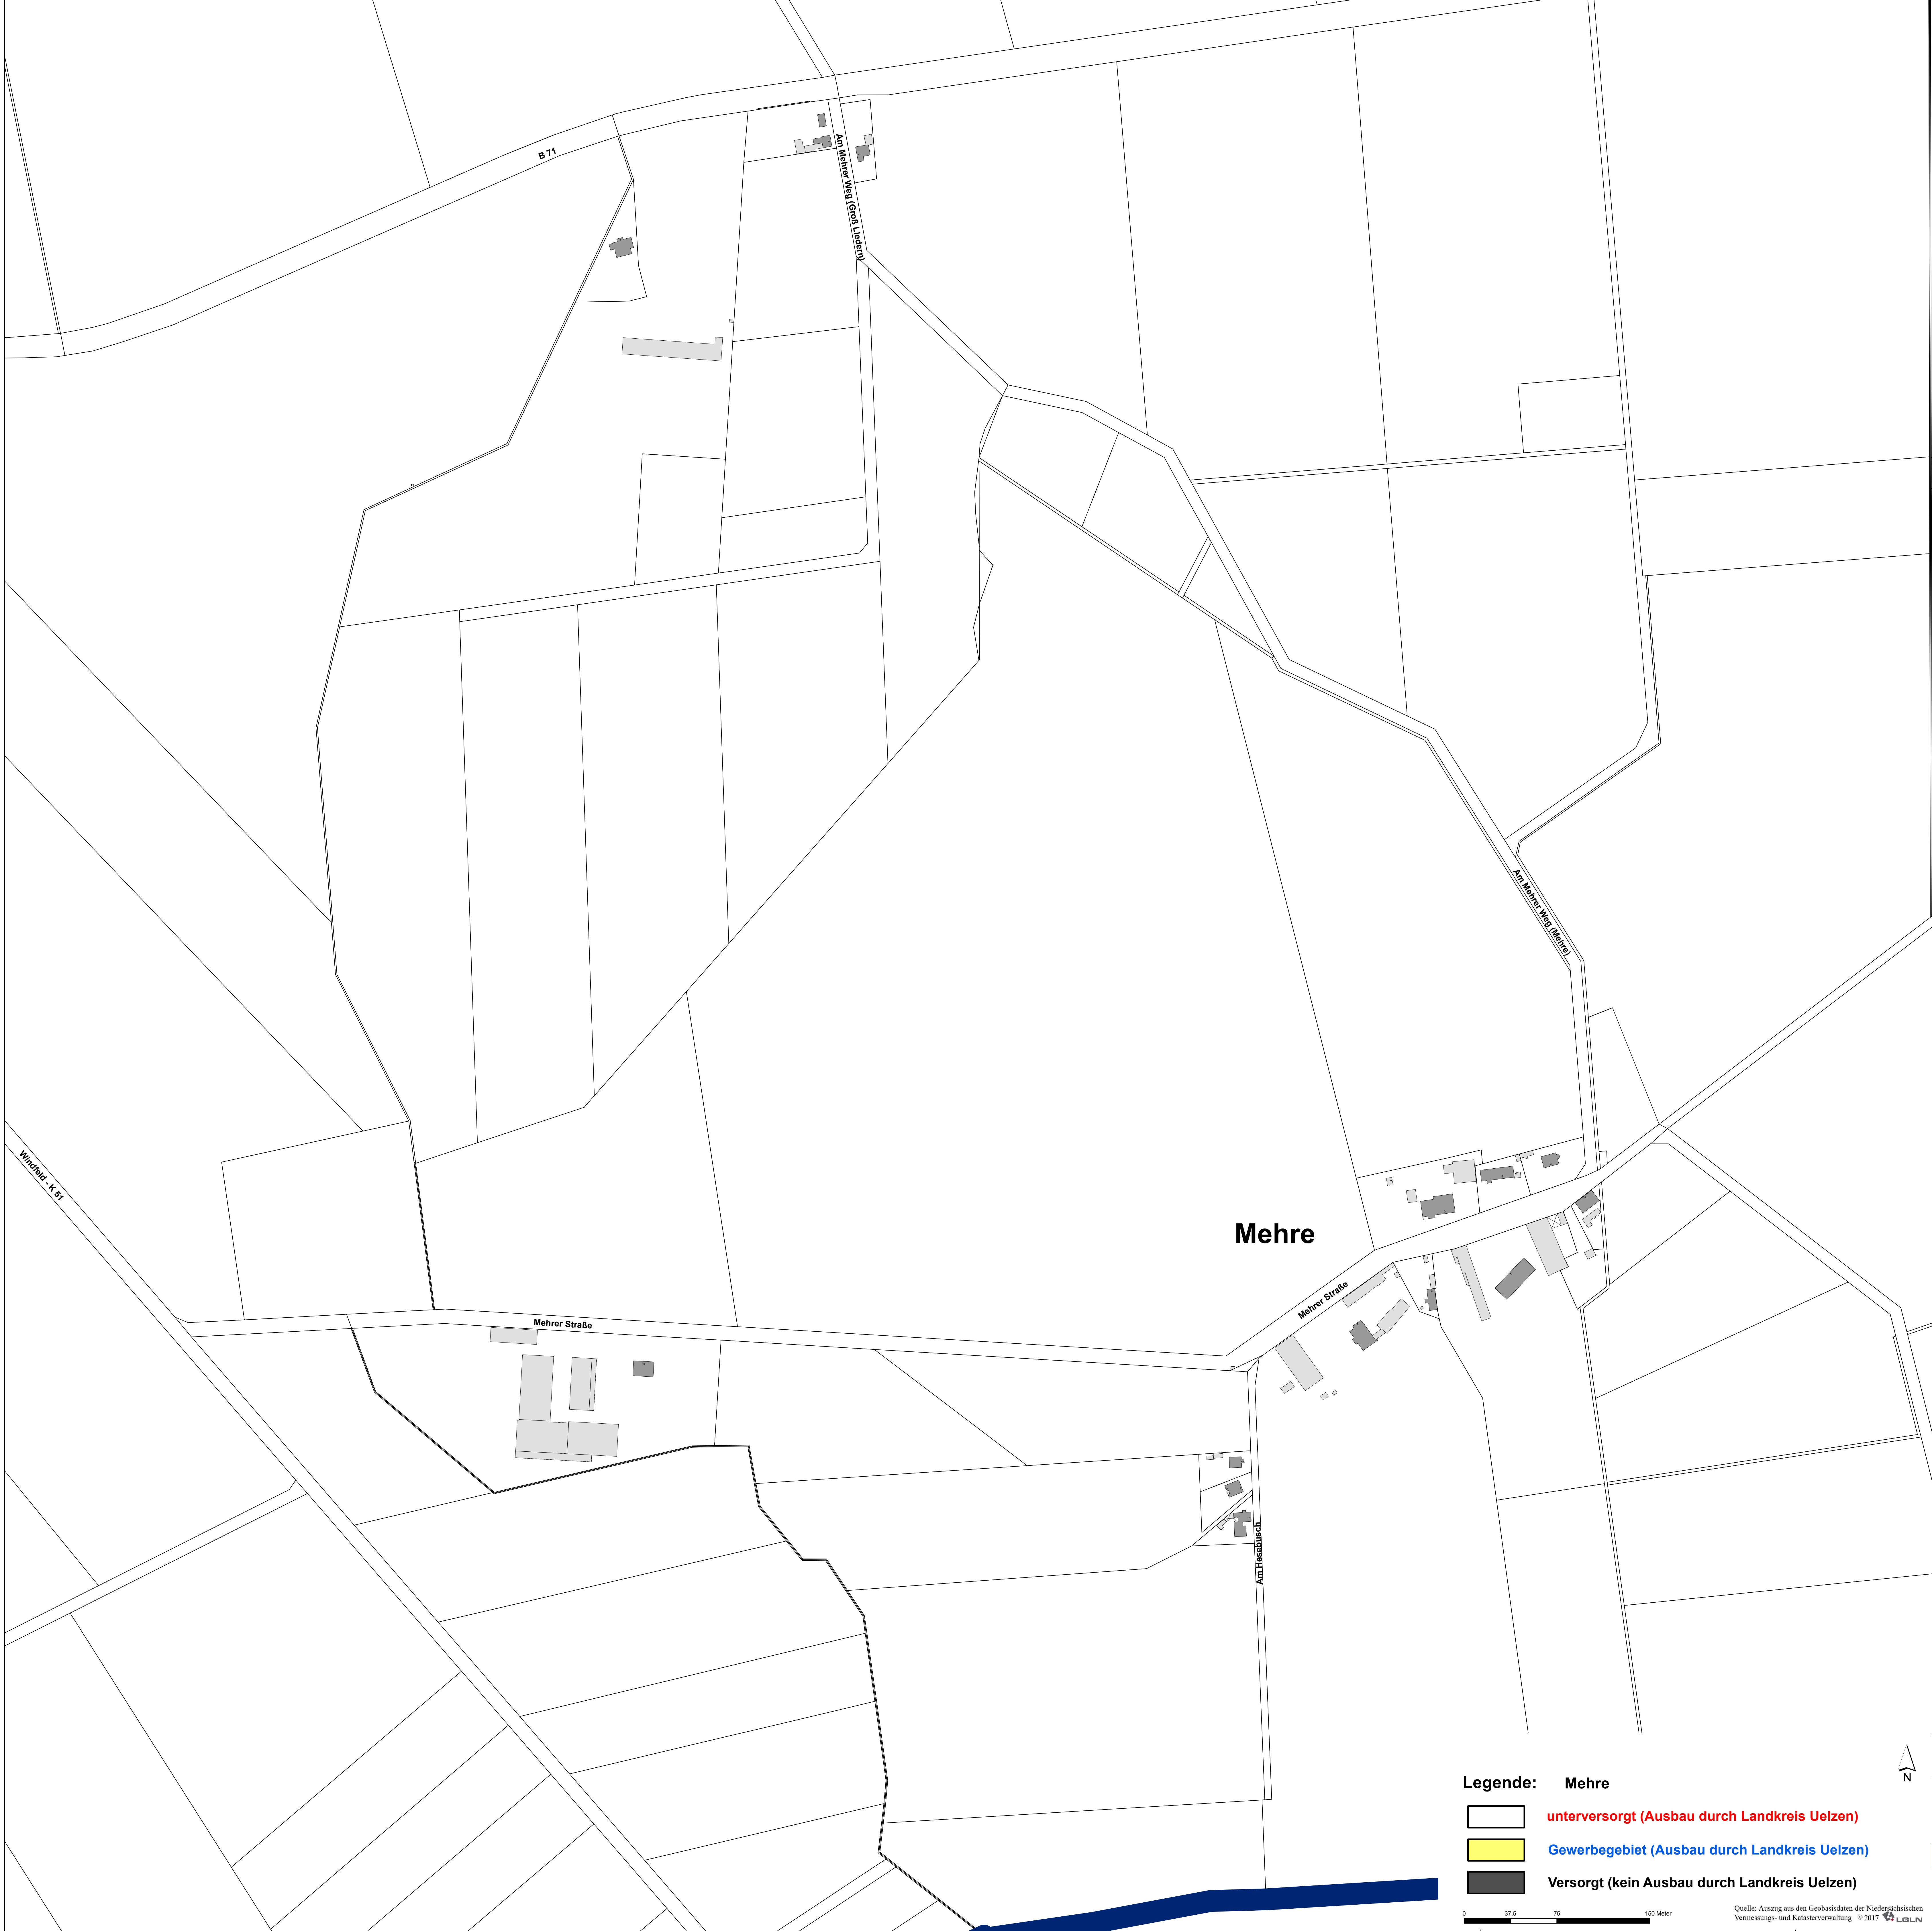 B 71
Am Mehrer Weg (Groß Liedern)
Am Mehrer Weg (Mehre)
Windfeld - K 51
Mehre
Mehrer Straße
Mehrer Straße
Am Hesebusch
N
Legende: Mehre
unterversorgt (Ausbau durch Landkreis Uelzen)
Gewerbegebiet (Ausbau durch Landkreis Uelzen)
Versorgt (kein Ausbau durch Landkreis Uelzen)
0 37,5 75 150 Meter
Quelle: Auszug aus den Geobasisdaten der Niedersächsischen
Vermessungs- und Katasterverwaltung © 2017 LGLN